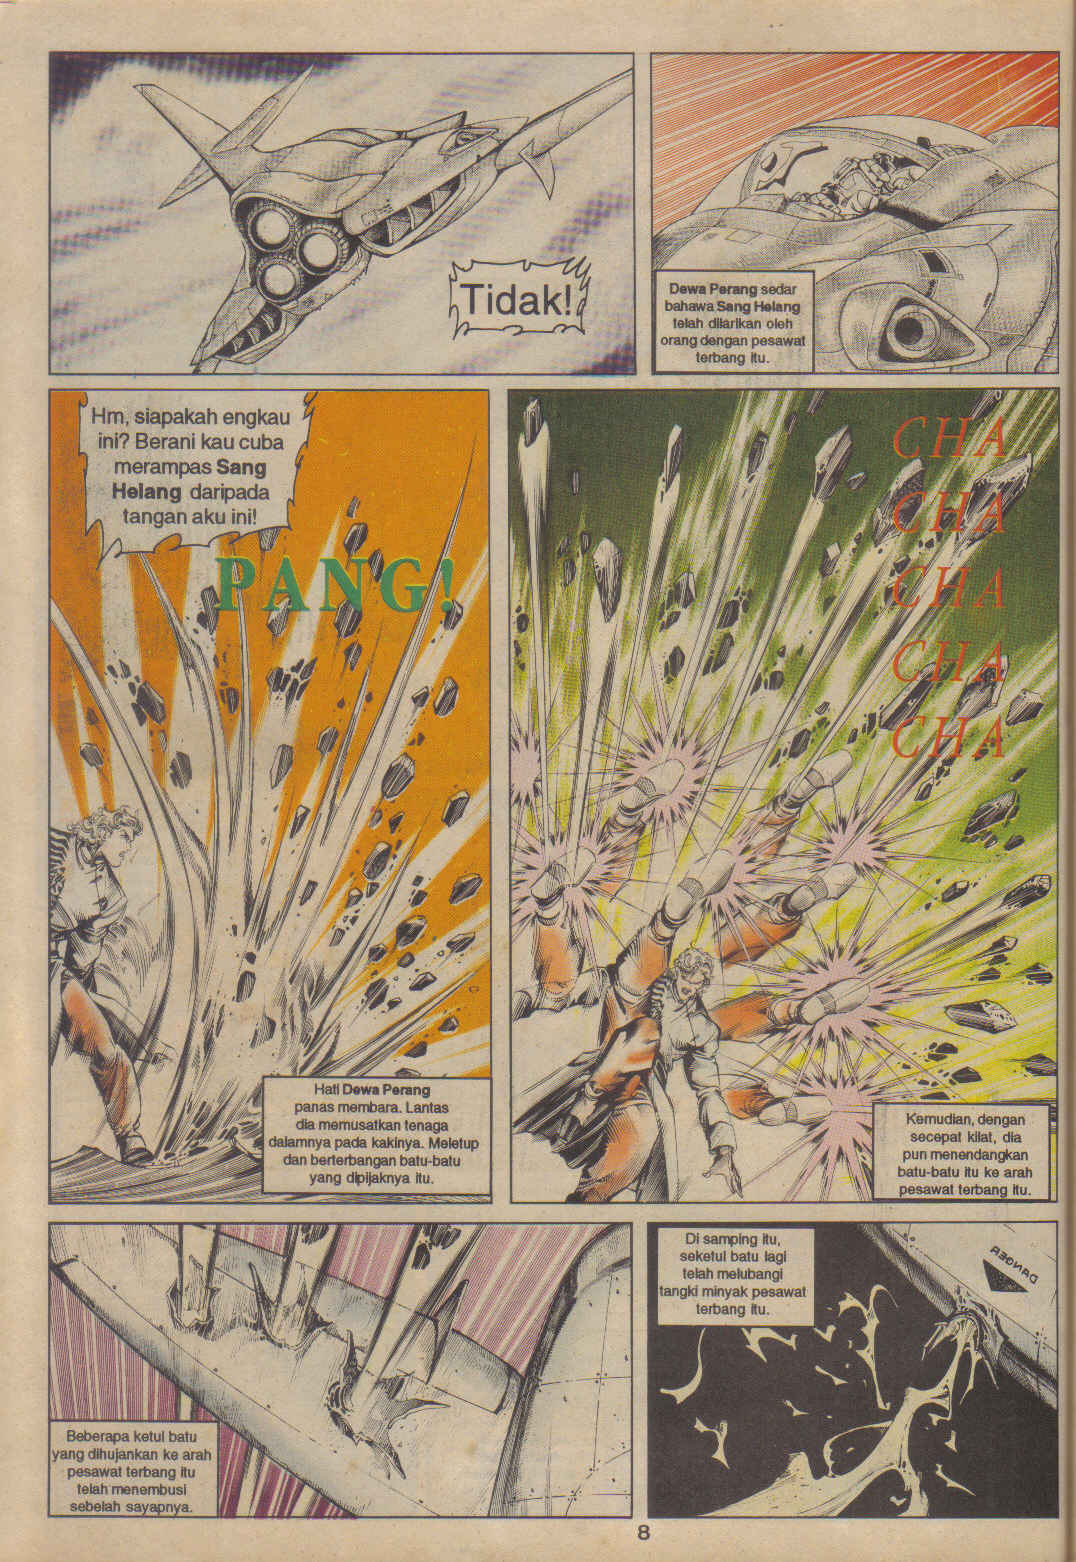 Tidak!
Dewa Perang sedar
bahawa Sang Helang
telah dilarikan oleh
orang dengan pesawat
terbang itu.
Hm, siapakah engkau
ini? Berani kau cuba
merampas Sang
Helang daripada
tangan aku ini!
PANG!
Hati Dewa Perang
panas membara. Lantas
dia memusatkan tenaga
dalamnya pada kakinya. Meletup
dan berterbangan batu-batu
yang dipijaknya itu.
CHA
CHA
CHA
CHA
CHA
Kemudian, dengan
secepat kilat, dia
pun menendangkan
batu-batu itu ke arah
pesawat terbang itu.
Beberapa ketul batu
yang dihujankan ke arah
pesawat terbang itu
telah menembusi
sebelah sayapnya.
Di samping itu,
seketul batu lagi
telah melubangi
tangki minyak pesawat
terbang itu.
DANGER
8